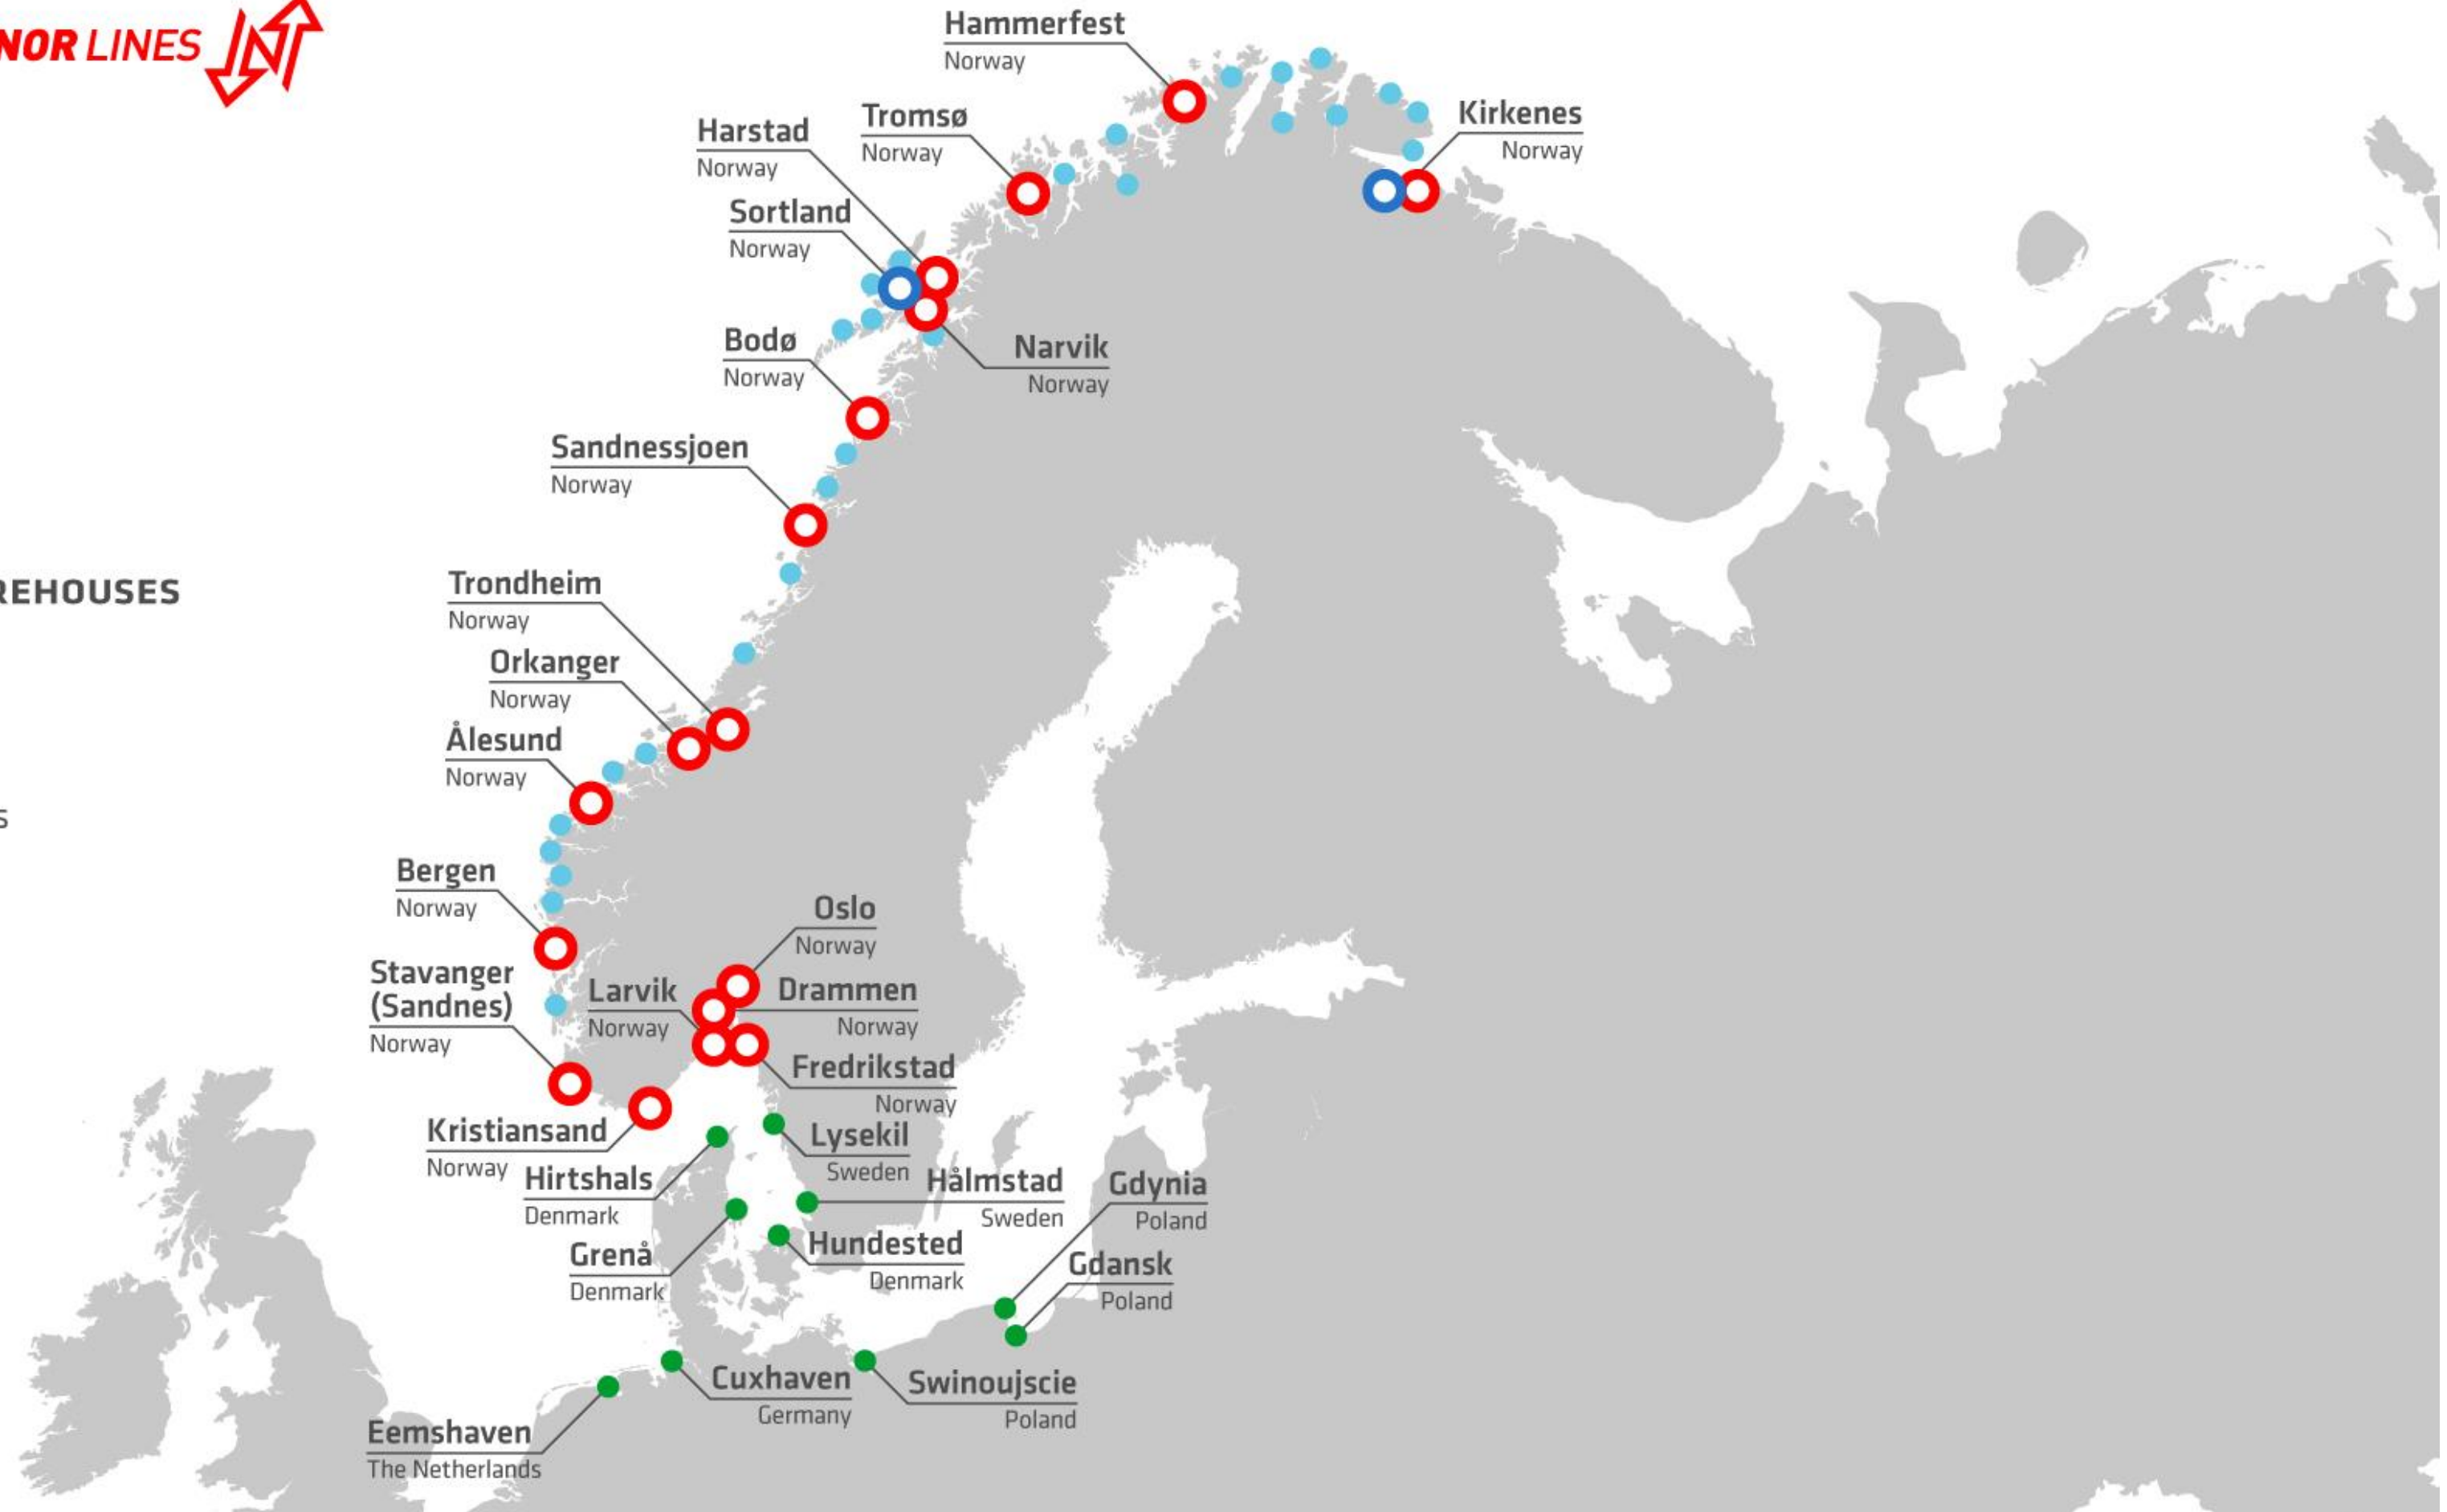 NOR LINES
Hammerfest
Norway
Tromsø
Norway
Kirkenes
Norway
Harstad
Norway
Sortland
Norway
Bodø
Norway
Narvik
Norway
Sandnessjoen
Norway
REHOUSES
Trondheim
Norway
Orkanger
Norway
Ålesund
Norway
s
Bergen
Norway
Oslo
Norway
Stavanger
(Sandnes)
Norway
Larvik
Norway
Drammen
Norway
Fredrikstad
Norway
Kristiansand
Norway
Lysekil
Sweden
Hirtshals
Denmark
Hålmstad
Sweden
Gdynia
Poland
Grenå
Denmark
Hundested
Denmark
Gdansk
Poland
Cuxhaven
Germany
Swinoujscie
Poland
Eemshaven
The Netherlands